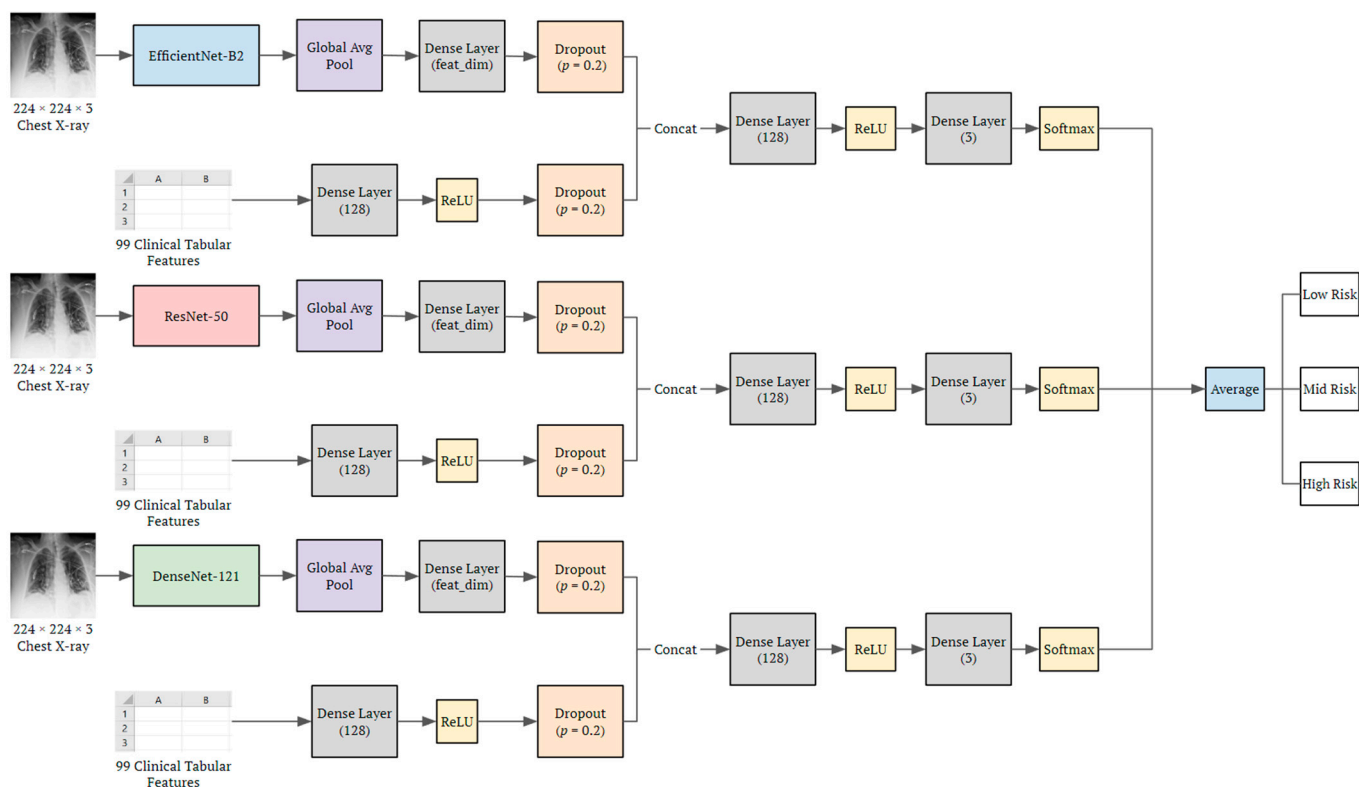 EfficientNet-B2
Global Avg
Pool
Dense Layer
(feat_dim)
Dropout
(p = 0.2)
224 × 224 × 3
Chest X-ray
Concat
Dense Layer
(128)
ReLU
Dense Layer
(3)
Softmax
A B
1
2
3
Dense Layer
(128)
ReLU
Dropout
(p = 0.2)
99 Clinical Tabular
Features
ResNet-50
Global Avg
Pool
Dense Layer
(feat_dim)
Dropout
(p = 0.2)
224 × 224 × 3
Chest X-ray
Concat
Dense Layer
(128)
ReLU
Dense Layer
(3)
Softmax
A B
1
2
3
Dense Layer
(128)
ReLU
Dropout
(p = 0.2)
99 Clinical Tabular
Features
DenseNet-121
Global Avg
Pool
Dense Layer
(feat_dim)
Dropout
(p = 0.2)
224 × 224 × 3
Chest X-ray
Concat
Dense Layer
(128)
ReLU
Dense Layer
(3)
Softmax
A B
1
2
3
Dense Layer
(128)
ReLU
Dropout
(p = 0.2)
99 Clinical Tabular
Features
Average
Low Risk
Mid Risk
High Risk